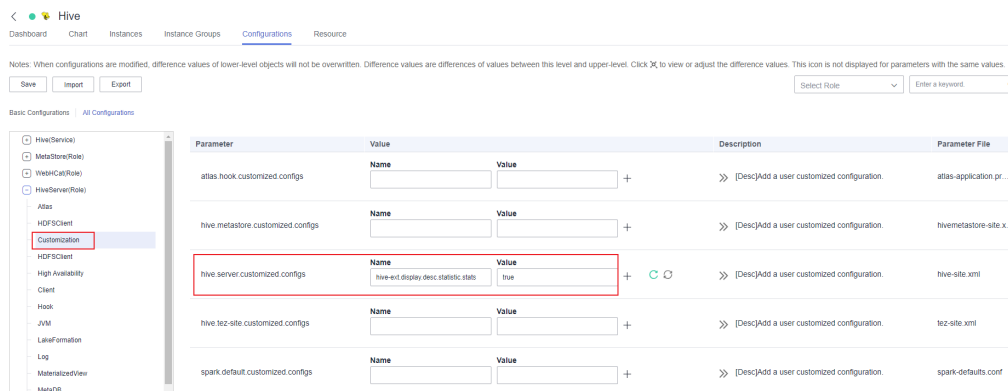 Hive
Dashboard Chart Instances Instance Groups Configurations Resource
Notes: When configurations are modified, difference values of lower-level objects will not be overwritten. Difference values are differences of values between this level and upper-level. Click to view or adjust the difference values. This icon is not displayed for parameters with the same values.
Save Import Export Select Role Enter a keyword.
Basic Configurations All Configurations
Hive(Service)
MetaStore(Role)
WebHCat(Role)
HiveServer(Role)
Atlas
HDFSClient
Customization
HDFSClient
High Availability
Client
Hook
JVM
LakeFormation
Log
MaterializedView
MetaDB
Parameter Value Description Parameter File
Name Value
atlas.hook.customized.configs [Desc]Add a user customized configuration. atlas-application.pr...
Name Value
hive.metastore.customized.configs [Desc]Add a user customized configuration. hivemetastore-site.x...
Name Value
hive.server.customized.configs hive-ext.display.desc.statistic.stats true [Desc]Add a user customized configuration. hive-site.xml
Name Value
hive.tez-site.customized.configs [Desc]Add a user customized configuration. tez-site.xml
Name Value
spark.default.customized.configs [Desc]Add a user customized configuration. spark-defaults.conf